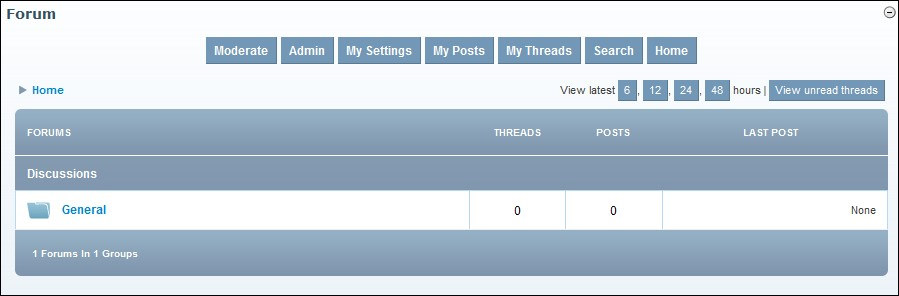 Forum
Moderate Admin My Settings My Posts My Threads Search Home
Home View latest 6, 12, 24, 48 hours | View unread threads
FORUMS THREADS POSTS LAST POST
Discussions
General 0 0 None
1 Forums In 1 Groups